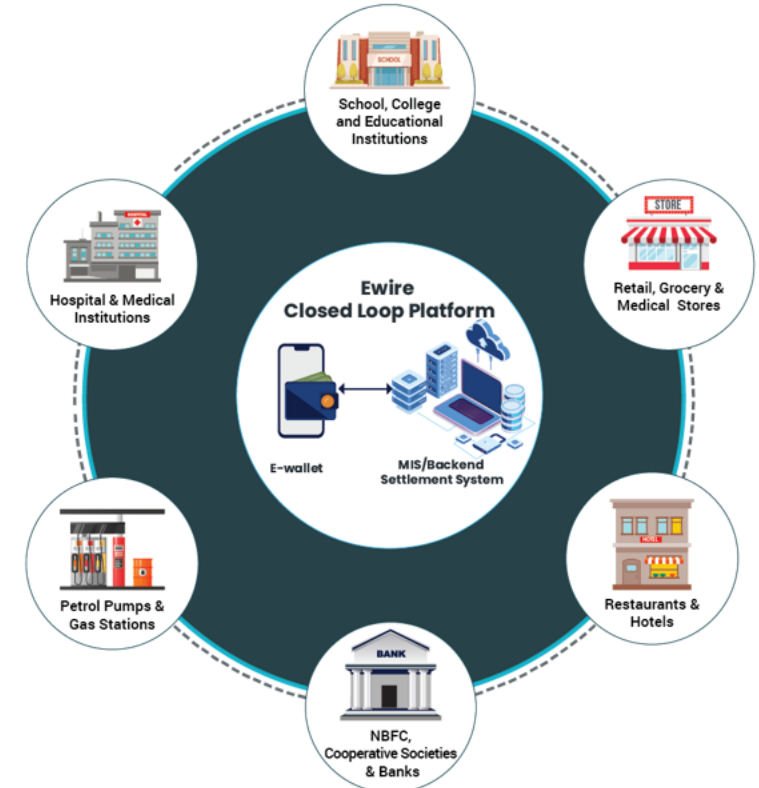 SCHOOL
School, College
and Educational
Institutions
HOSPITAL
Hospital & Medical
Institutions
STORE
Retail, Grocery &
Medical Stores
Ewire
Closed Loop Platform
E-wallet
MIS/Backend
Settlement System
Petrol Pumps &
Gas Stations
HOTEL
Restaurants &
Hotels
BANK
NBFC,
Cooperative Societies
& Banks